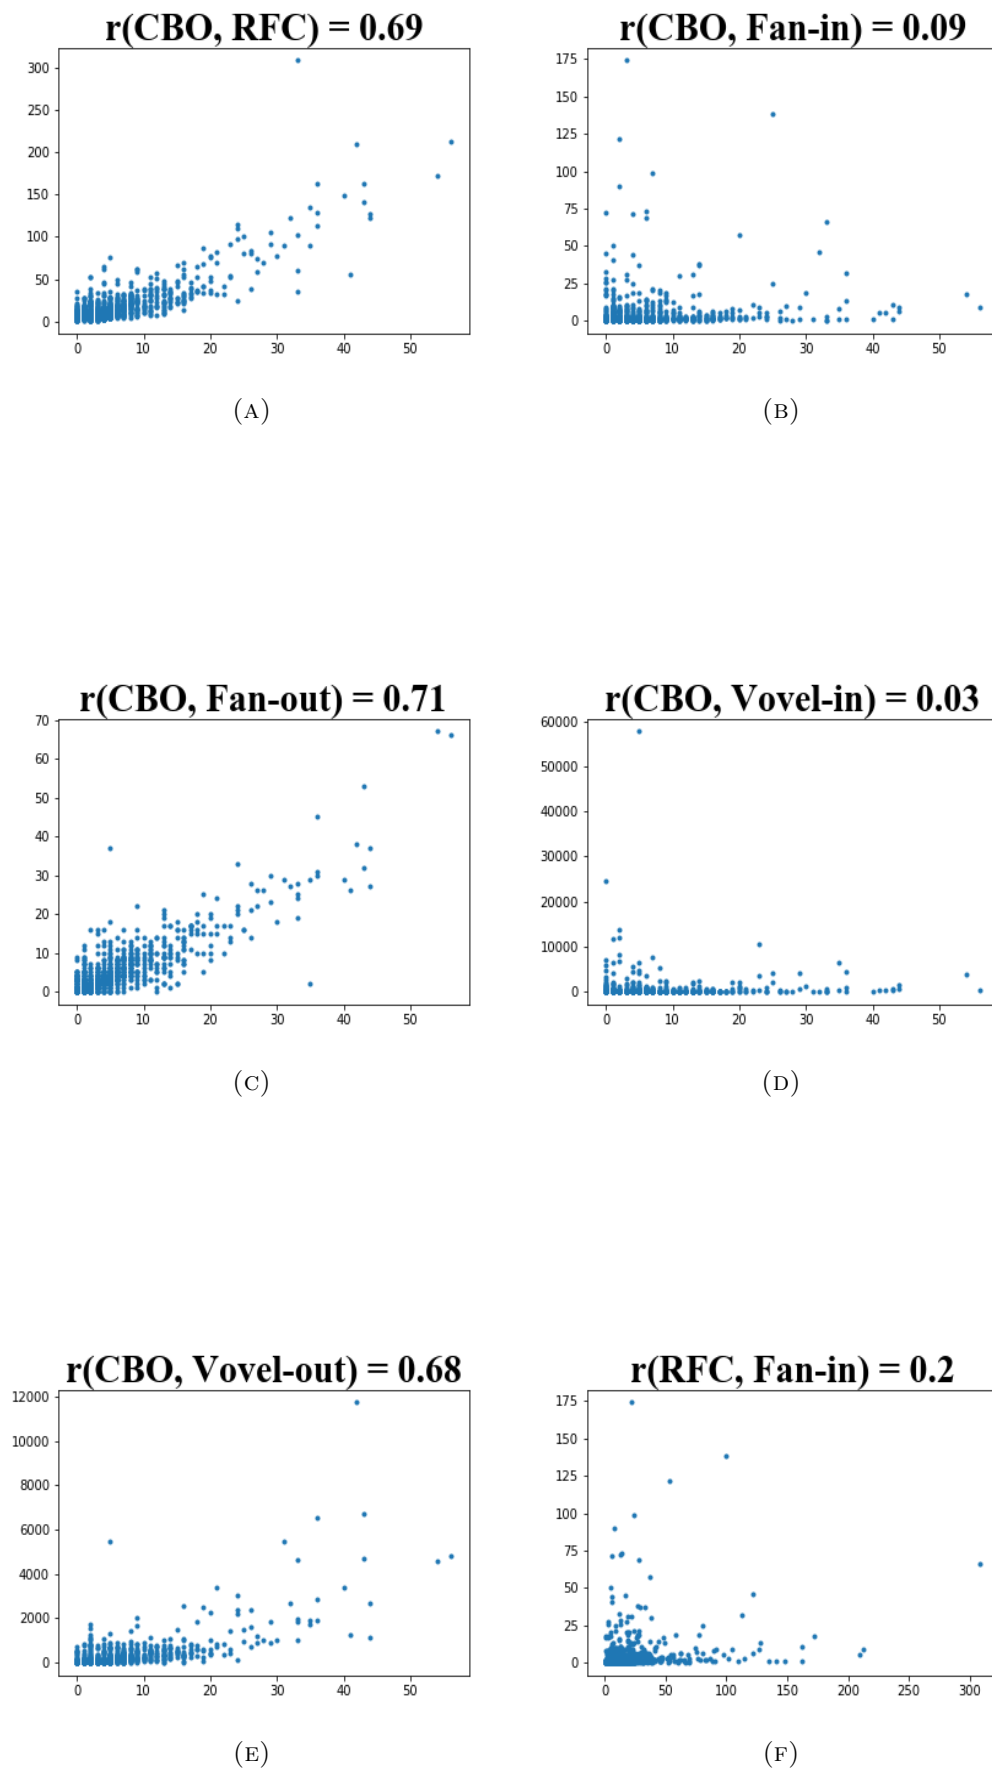 r(CBO, RFC) = 0.69
300
250
200
150
100
50
0
0 10 20 30 40 50
(A)
r(CBO, Fan-in) = 0.09
175
150
125
100
75
50
25
0
0 10 20 30 40 50
(B)
r(CBO, Fan-out) = 0.71
70
60
50
40
30
20
10
0
0 10 20 30 40 50
(C)
r(CBO, Vovel-in) = 0.03
60000
50000
40000
30000
20000
10000
0
0 10 20 30 40 50
(D)
r(CBO, Vovel-out) = 0.68
12000
10000
8000
6000
4000
2000
0
0 10 20 30 40 50
(E)
r(RFC, Fan-in) = 0.2
175
150
125
100
75
50
25
0
0 50 100 150 200 250 300
(F)